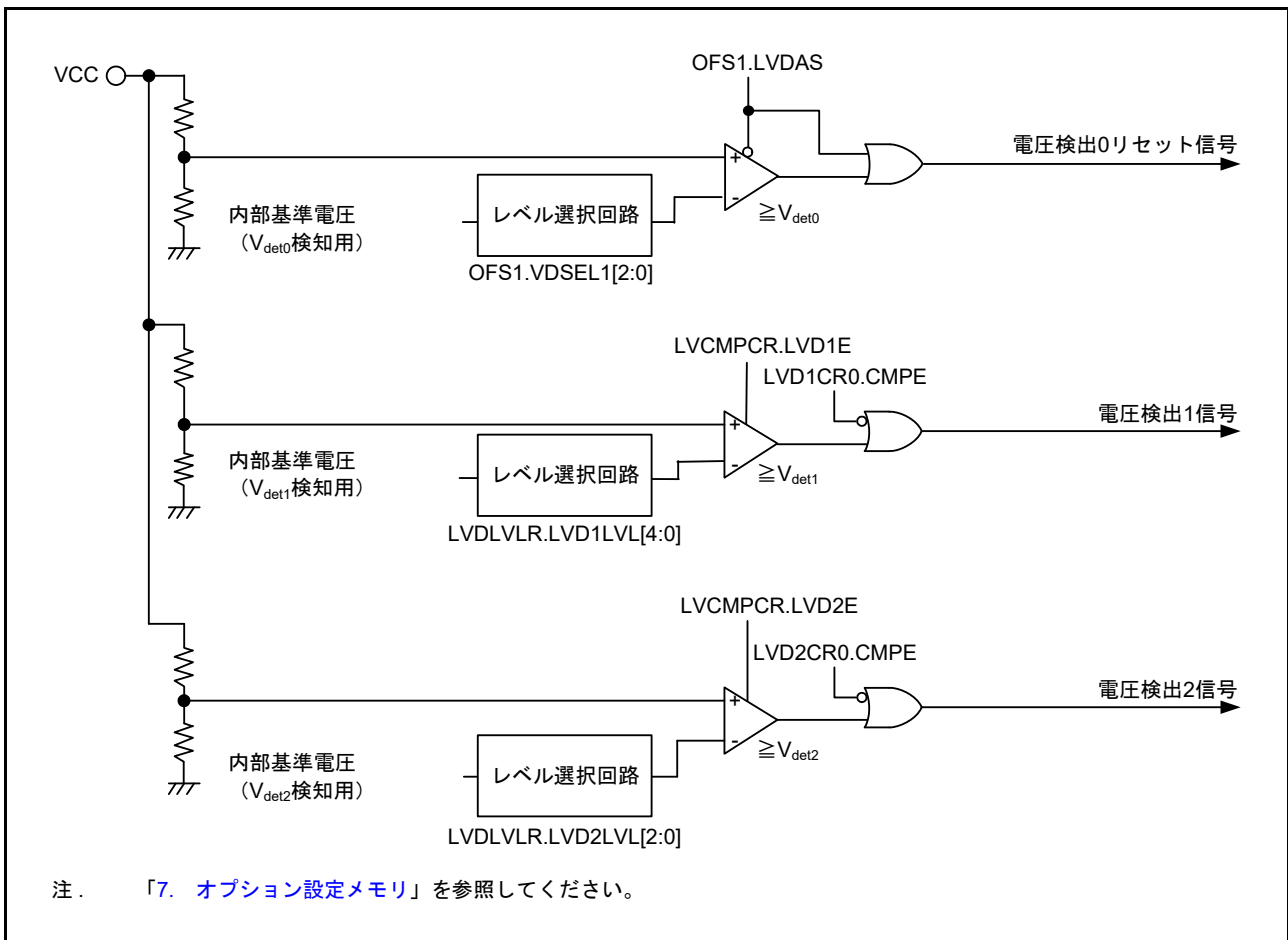 VCC
OFS1.LVDAS
電圧検出0リセット信号
+
-
内部基準電圧
（Vdet0検知用）
レベル選択回路
≧Vdet0
OFS1.VDSEL1[2:0]
LVCMPCR.LVD1E
LVD1CR0.CMPE
電圧検出1信号
+
-
内部基準電圧
（Vdet1検知用）
レベル選択回路
≧Vdet1
LVDLVLR.LVD1LVL[4:0]
LVCMPCR.LVD2E
LVD2CR0.CMPE
電圧検出2信号
+
-
内部基準電圧
（Vdet2検知用）
レベル選択回路
≧Vdet2
LVDLVLR.LVD2LVL[2:0]
注． 「7. オプション設定メモリ」を参照してください。